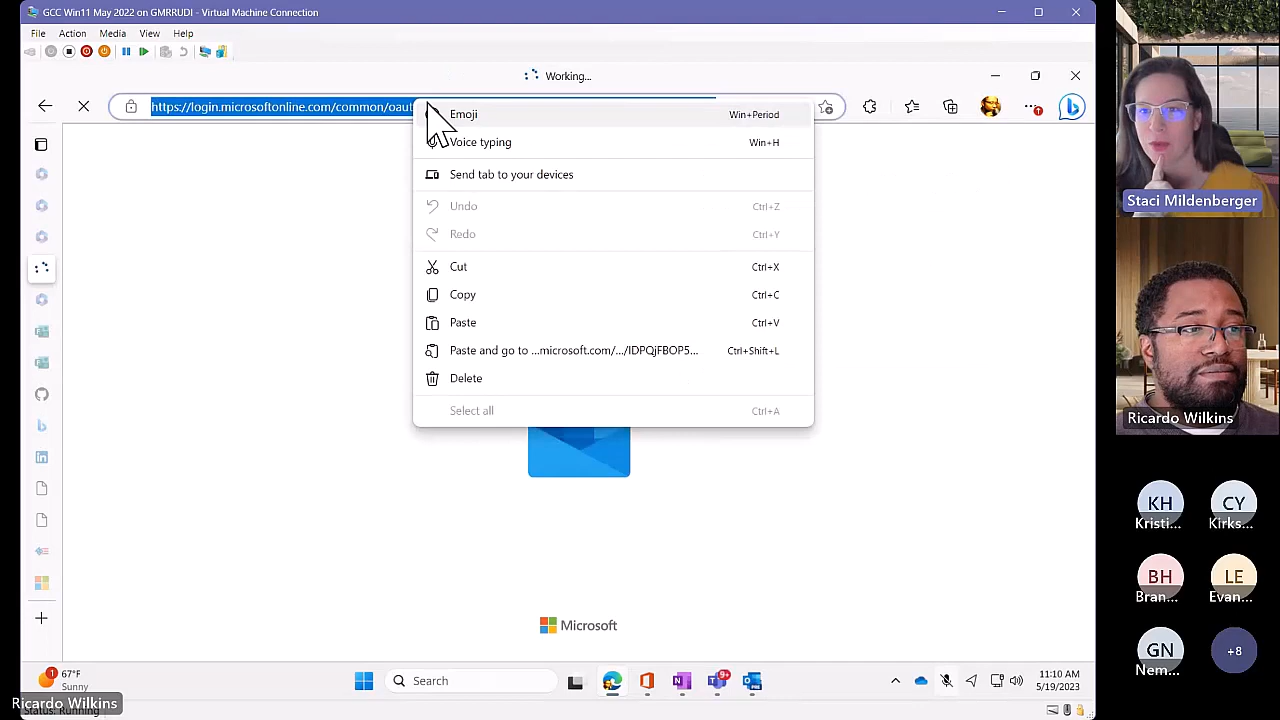 GCC Win11 May 2022 on GMRRUDI - Virtual Machine Connection
File Action Media View Help
Working...
https://login.microsoftonline.com/common/oaut
Emoji Win+Period
Voice typing Win+H
Send tab to your devices
Undo Ctrl+Z
Redo Ctrl+Y
Cut Ctrl+X
Copy Ctrl+C
Paste Ctrl+V
Paste and go to ...microsoft.com/.../IDPQjFBOP5... Ctrl+Shift+L
Delete
Select all Ctrl+A
Microsoft
1
67°F
Sunny
Search
9+
11:10 AM
5/19/2023
Ricardo Wilkins
Status: Running
Staci Mildenberger
Ricardo Wilkins
KH CY
Kristi... Kirks...
BH LE
Bran... Evan...
GN +8
Nem...